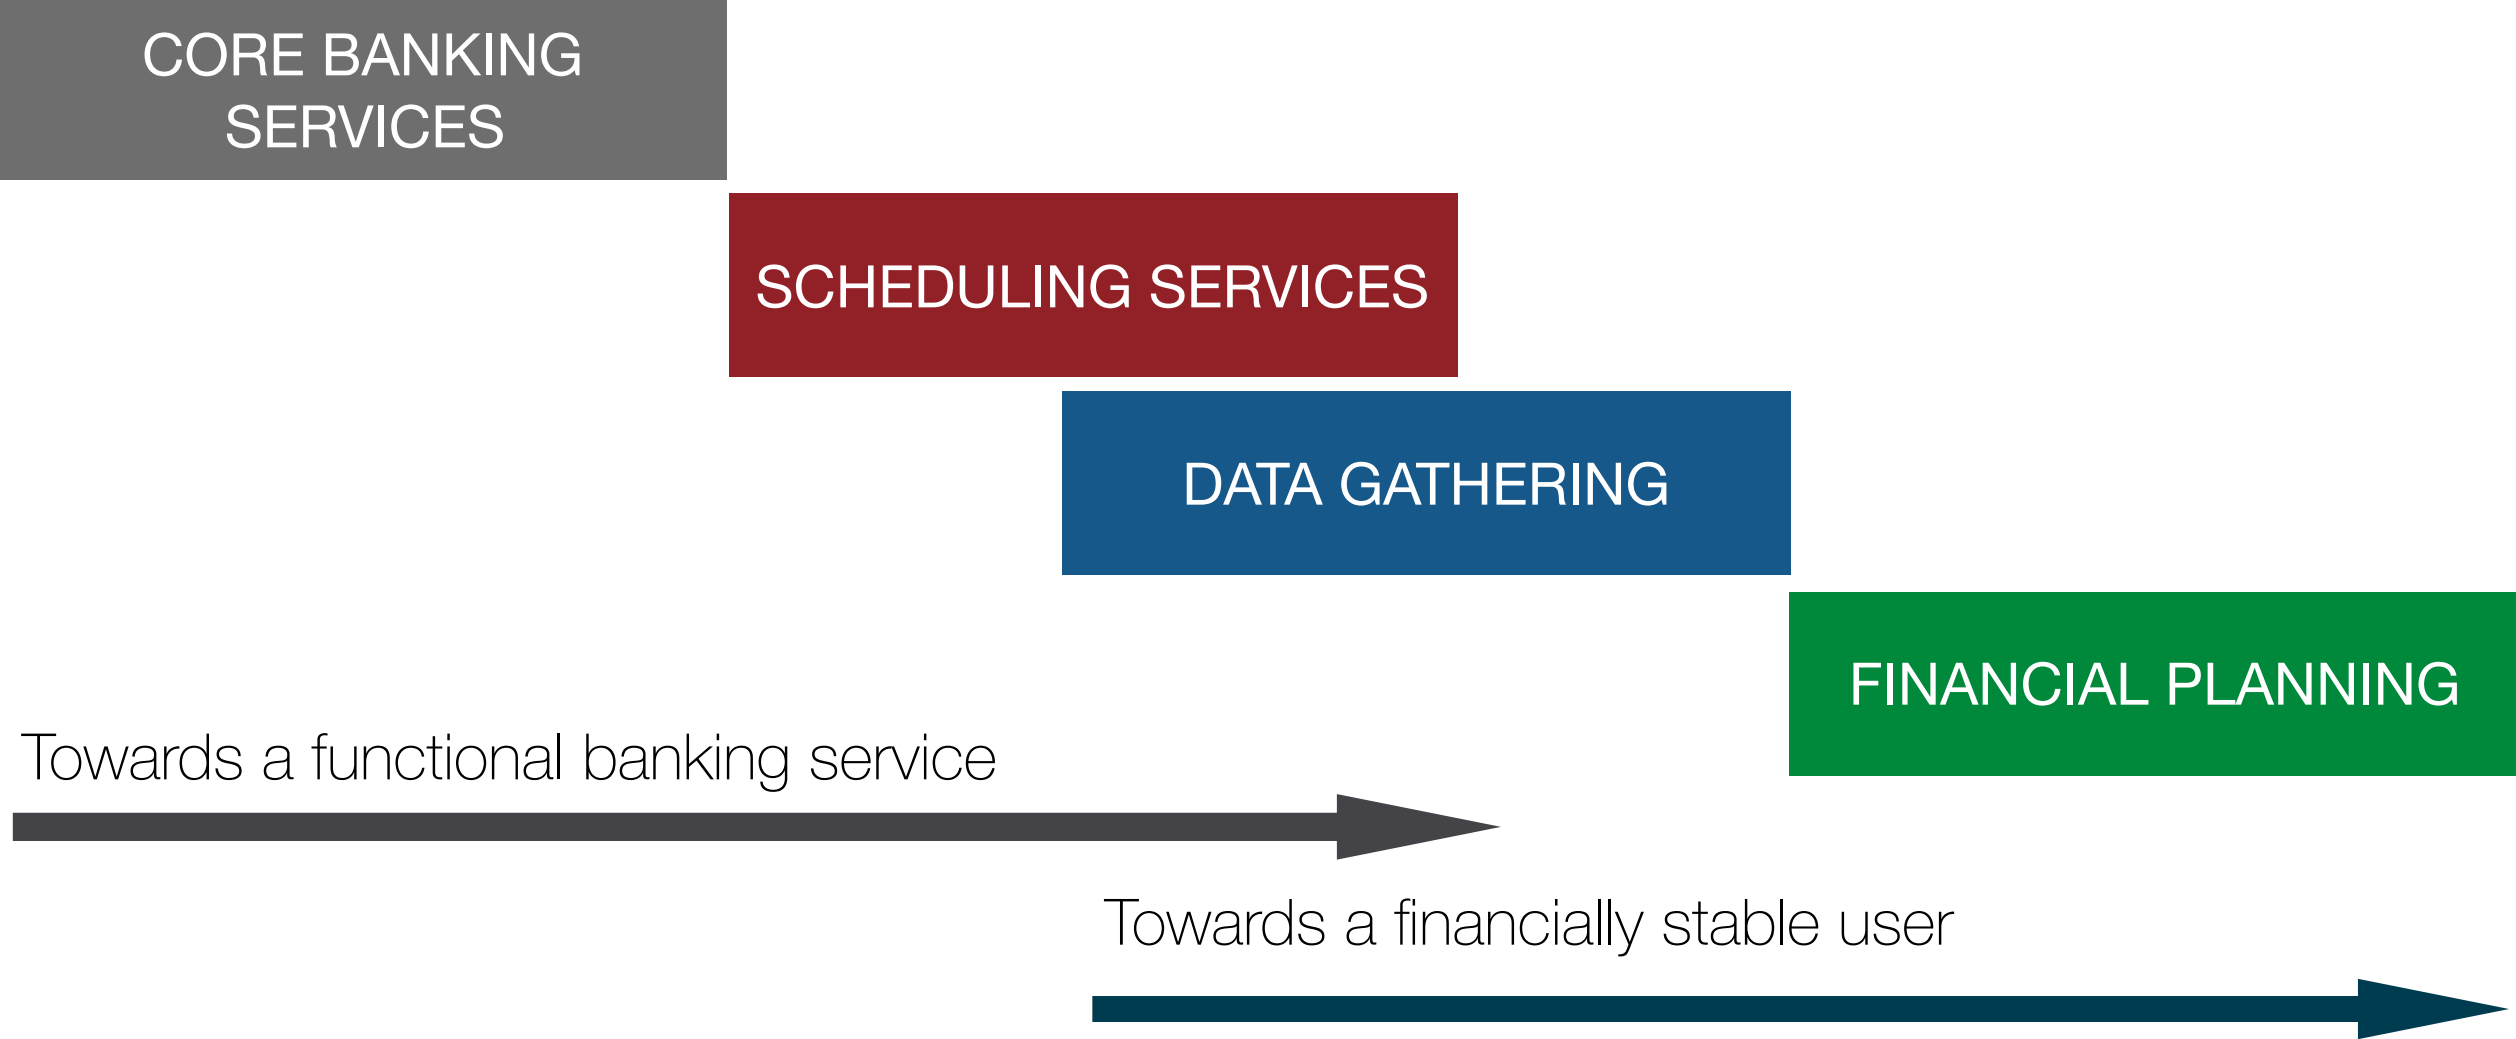 CORE BANKING
SERVICES
SCHEDULING SERVICES
DATA GATHERING
FINANCIAL PLANNING
Towards a functional banking service
Towards a financially stable user